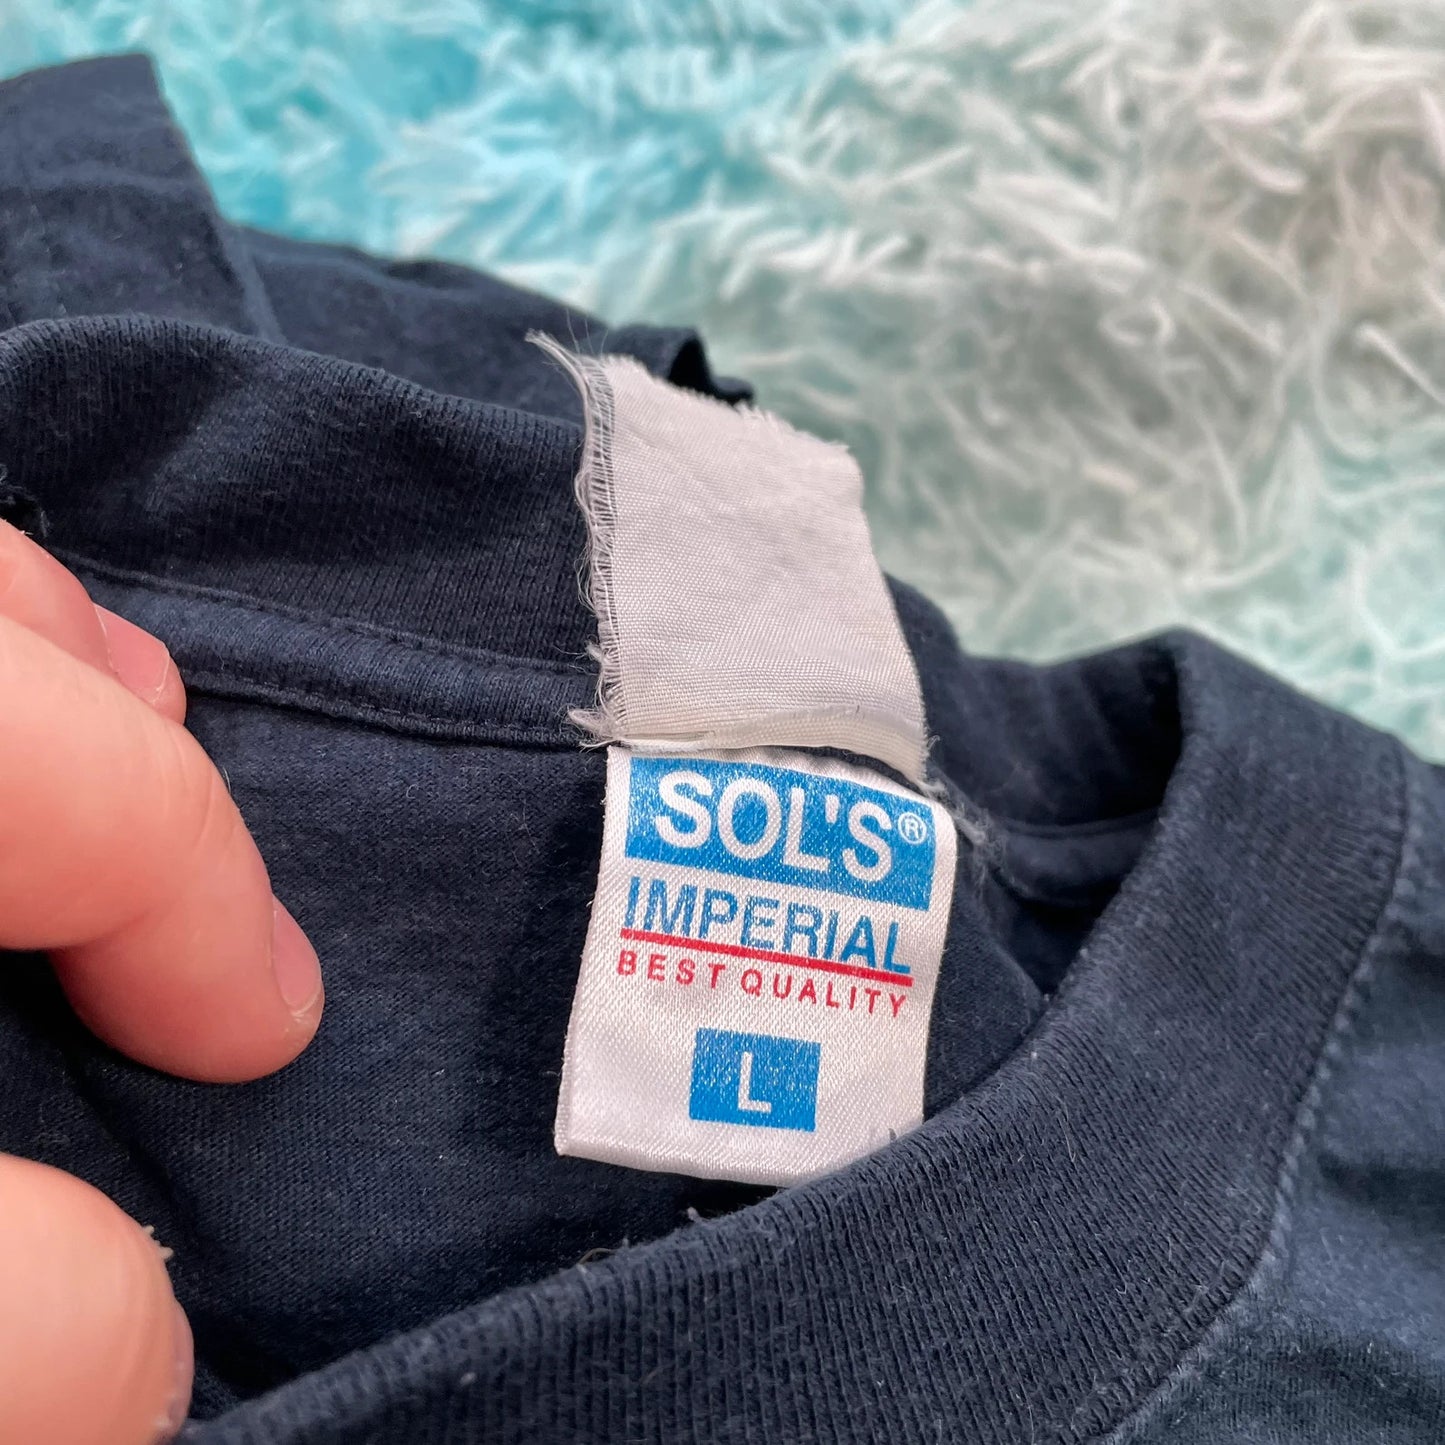 SOL'S®
IMPERIAL
BEST QUALITY
L